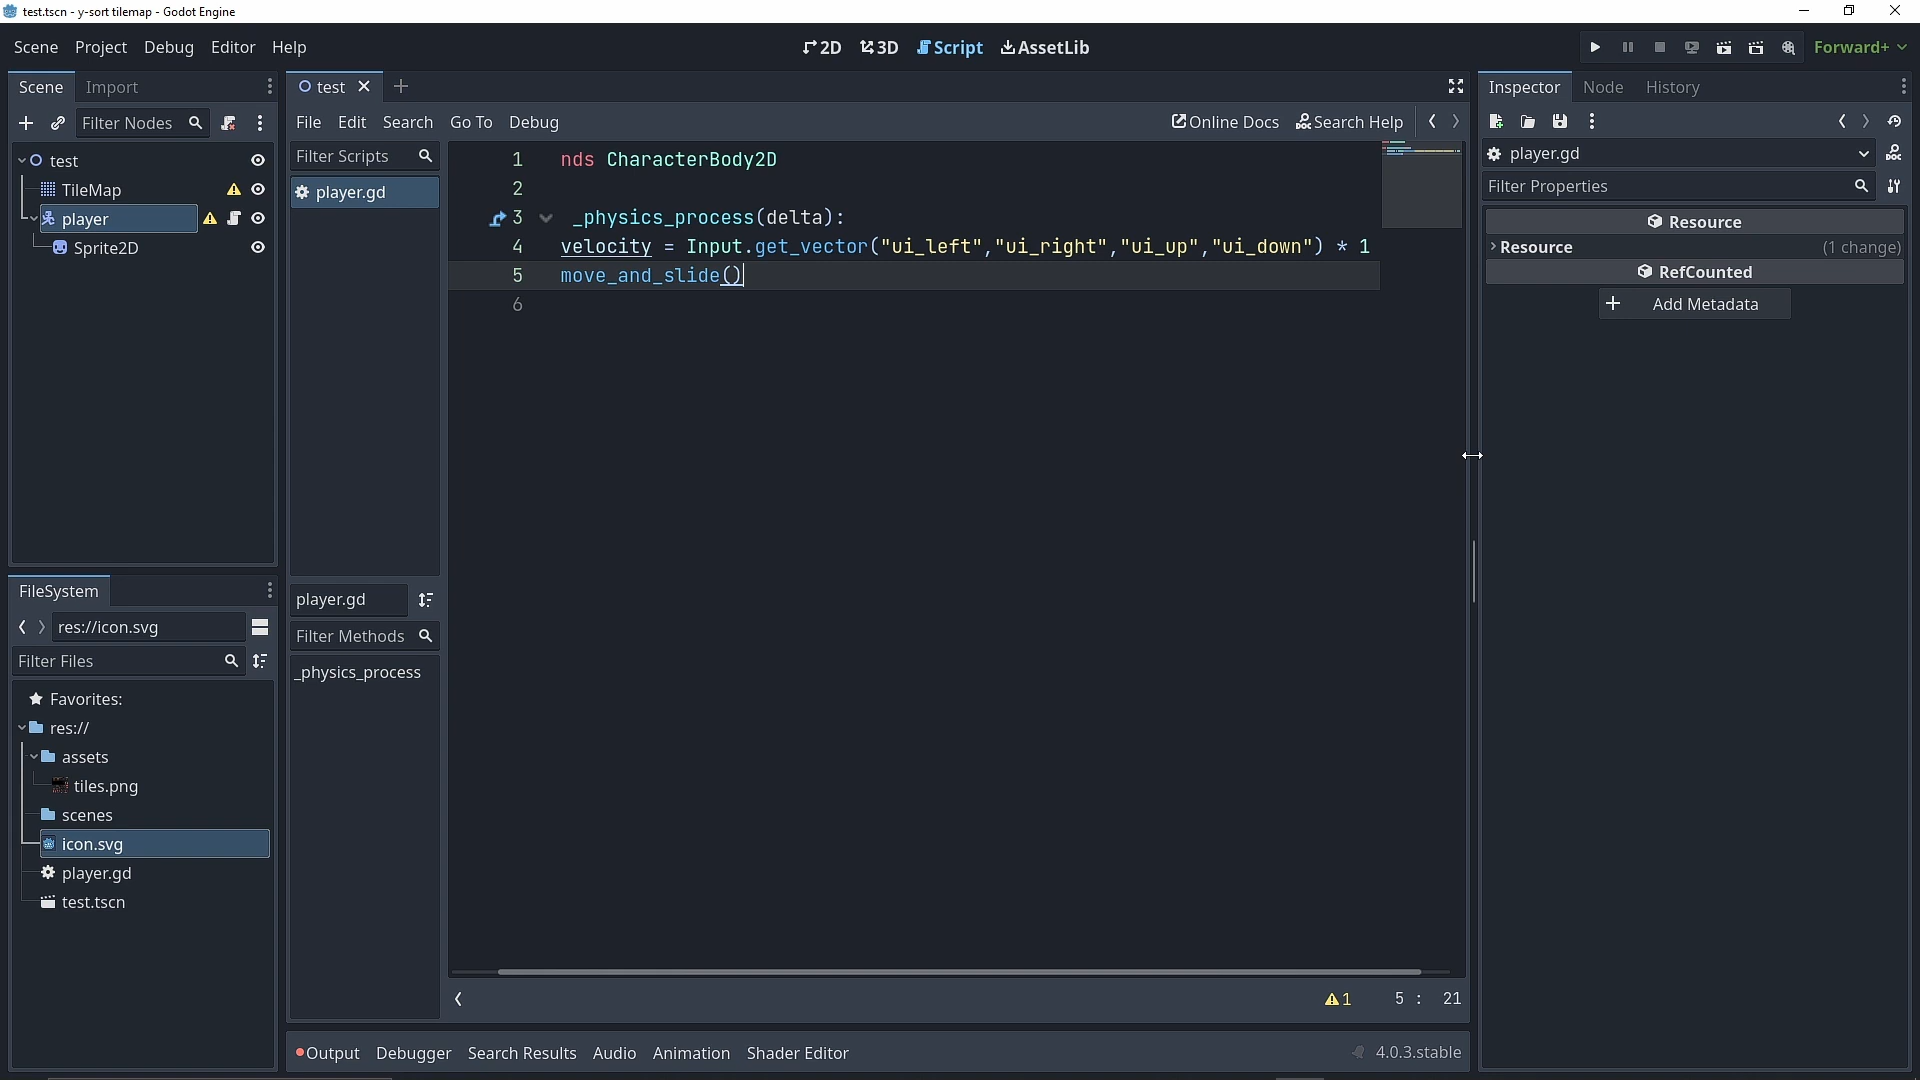 test.tscn - y-sort tilemap - Godot Engine
Scene Project Debug Editor Help
2D 3D Script AssetLib
Forward+
Scene Import
Filter Nodes
test
TileMap
player
Sprite2D
FileSystem
res://icon.svg
Filter Files
Favorites:
res://
assets
tiles.png
scenes
icon.svg
player.gd
test.tscn
test
File Edit Search Go To Debug
Online Docs Search Help
Filter Scripts
player.gd
player.gd
Filter Methods
_physics_process
1 nds CharacterBody2D
2
3 _physics_process(delta):
4 velocity = Input.get_vector("ui_left","ui_right","ui_up","ui_down") * 1
5 move_and_slide()
6
1 5 : 21
Output Debugger Search Results Audio Animation Shader Editor
4.0.3.stable
Inspector Node History
player.gd
Filter Properties
Resource
Resource (1 change)
RefCounted
+ Add Metadata